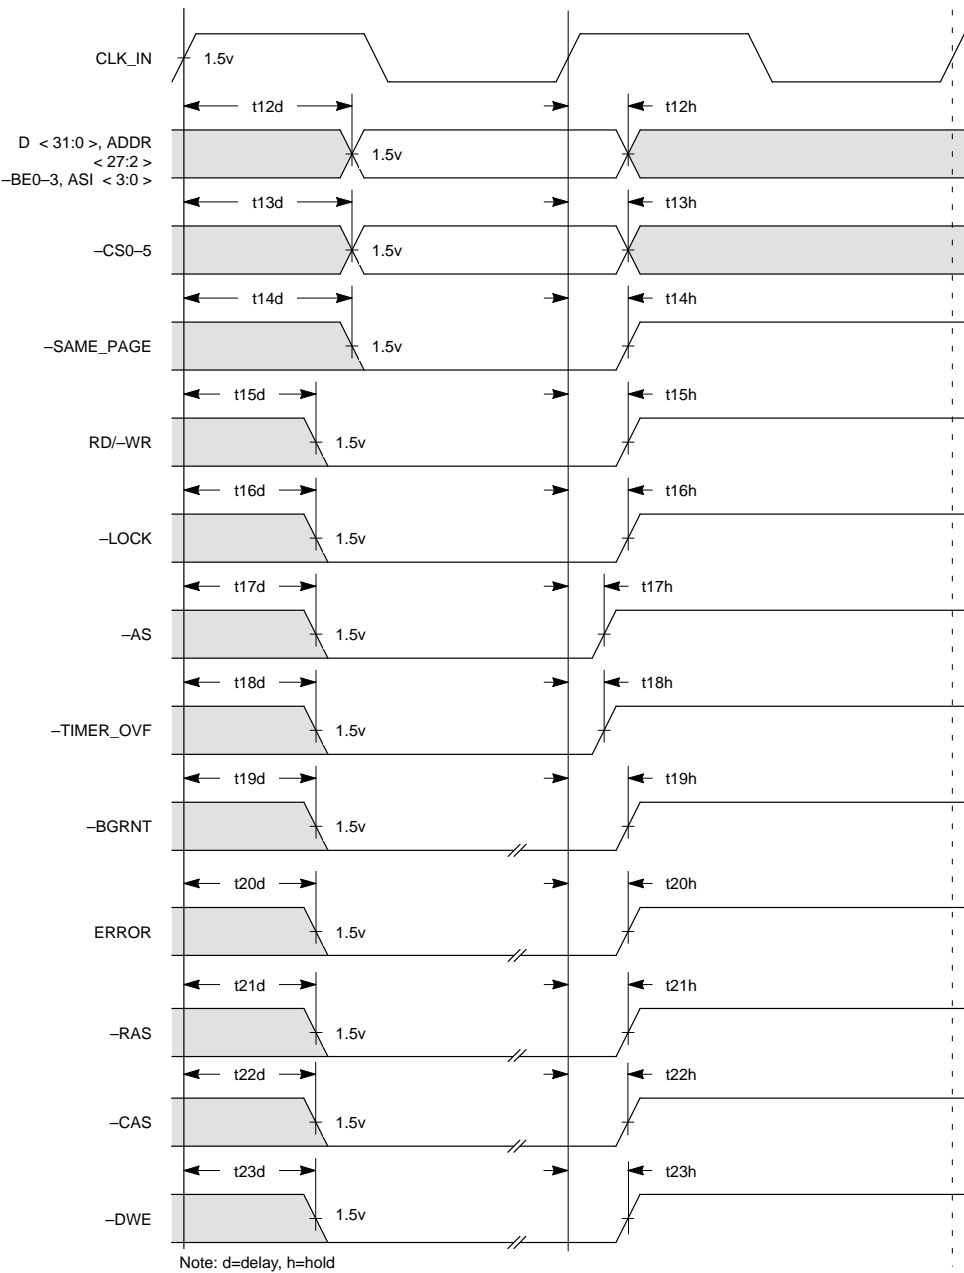 CLK_IN
1.5v
t12d
t12h
D < 31:0 >, ADDR
< 27:2 >
–BE0–3, ASI < 3:0 >
1.5v
t13d
t13h
–CS0–5
1.5v
t14d
t14h
–SAME_PAGE
1.5v
t15d
t15h
RD/–WR
1.5v
t16d
t16h
–LOCK
1.5v
t17d
t17h
–AS
1.5v
t18d
t18h
–TIMER_OVF
1.5v
t19d
t19h
–BGRNT
1.5v
t20d
t20h
ERROR
1.5v
t21d
t21h
–RAS
1.5v
t22d
t22h
–CAS
1.5v
t23d
t23h
–DWE
1.5v
Note: d=delay, h=hold